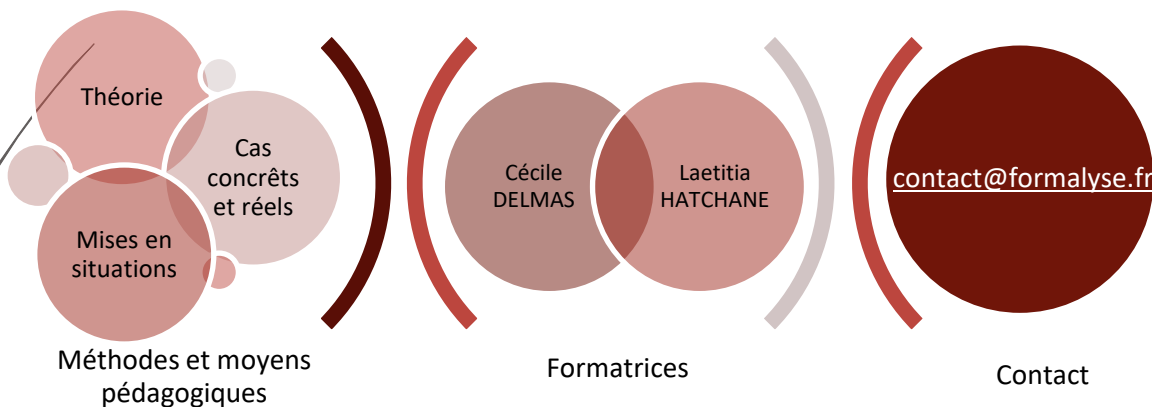 Théorie
Cas
concrêts
et réels
Mises en
situations
Méthodes et moyens
pédagogiques
Cécile
DELMAS
Laetitia
HATCHANE
Formatrices
contact@formalyse.fr
Contact